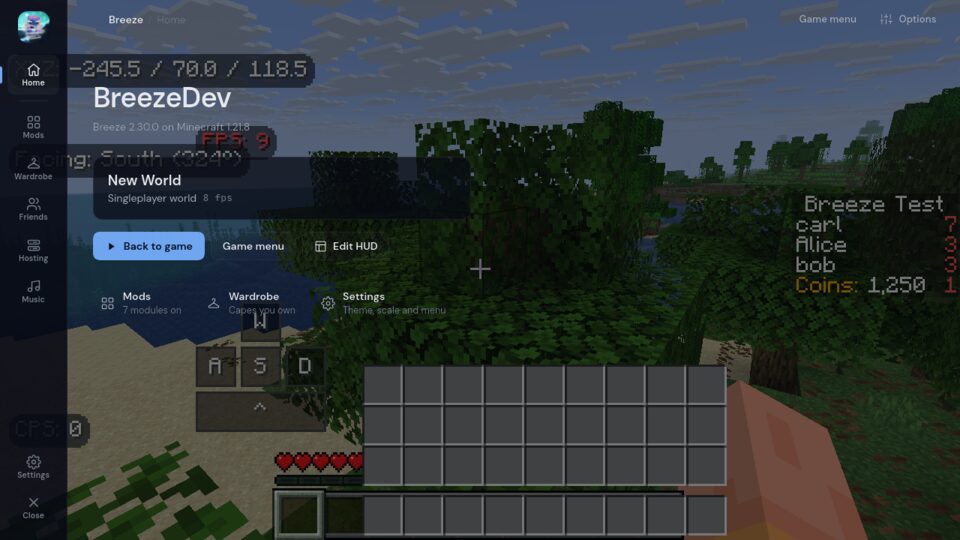 Breeze / Home
Game menu
Options
Home
XYZ: -245.5 / 70.0 / 118.5
BreezeDev
Breeze 2.30.0 on Minecraft 1.21.8
FPS: 9
Mods
Facing: South (324°)
Wardrobe
New World
Singleplayer world 8 fps
Friends
Breeze Test
carl 7
Alice 3
bob 3
Coins: 1,250 1
Hosting
Back to game
Game menu
Edit HUD
Music
Mods
7 modules on
Wardrobe
Capes you own
Settings
Theme, scale and menu
W
A
S
D
^
CPS: 0
Settings
Close